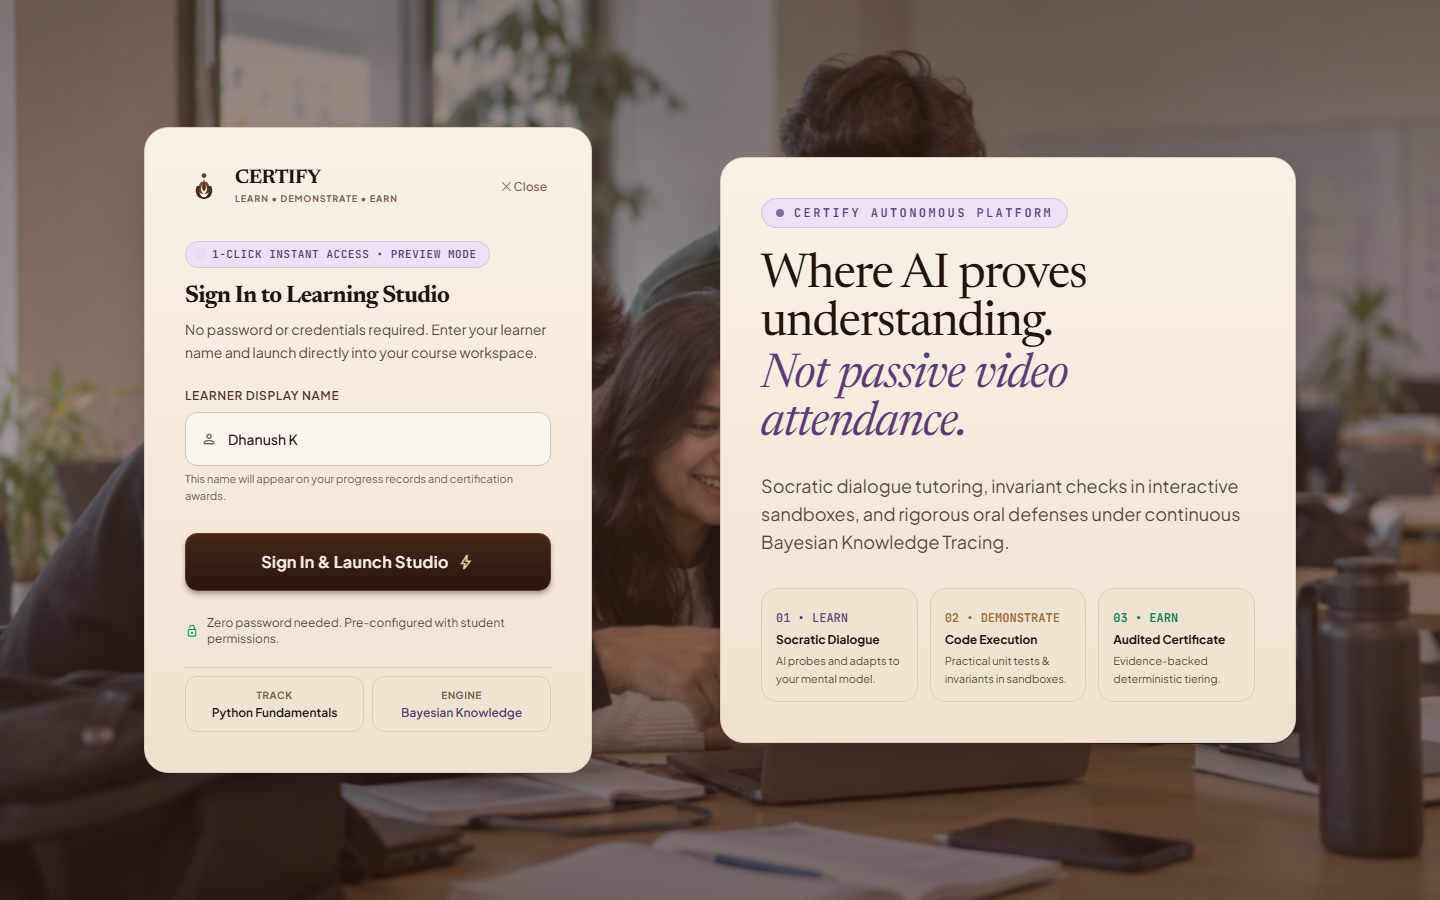 CERTIFY
LEARN • DEMONSTRATE • EARN
Close
1-CLICK INSTANT ACCESS • PREVIEW MODE
Sign In to Learning Studio
No password or credentials required. Enter your learner
name and launch directly into your course workspace.
LEARNER DISPLAY NAME
Dhanush K
This name will appear on your progress records and certification
awards.
Sign In & Launch Studio
Zero password needed. Pre-configured with student
permissions.
TRACK
Python Fundamentals
ENGINE
Bayesian Knowledge
CERTIFY AUTONOMOUS PLATFORM
Where AI proves
understanding.
Not passive video
attendance.
Socratic dialogue tutoring, invariant checks in interactive
sandboxes, and rigorous oral defenses under continuous
Bayesian Knowledge Tracing.
01 • LEARN
Socratic Dialogue
AI probes and adapts to
your mental model.
02 • DEMONSTRATE
Code Execution
Practical unit tests &
invariants in sandboxes.
03 • EARN
Audited Certificate
Evidence-backed
deterministic tiering.